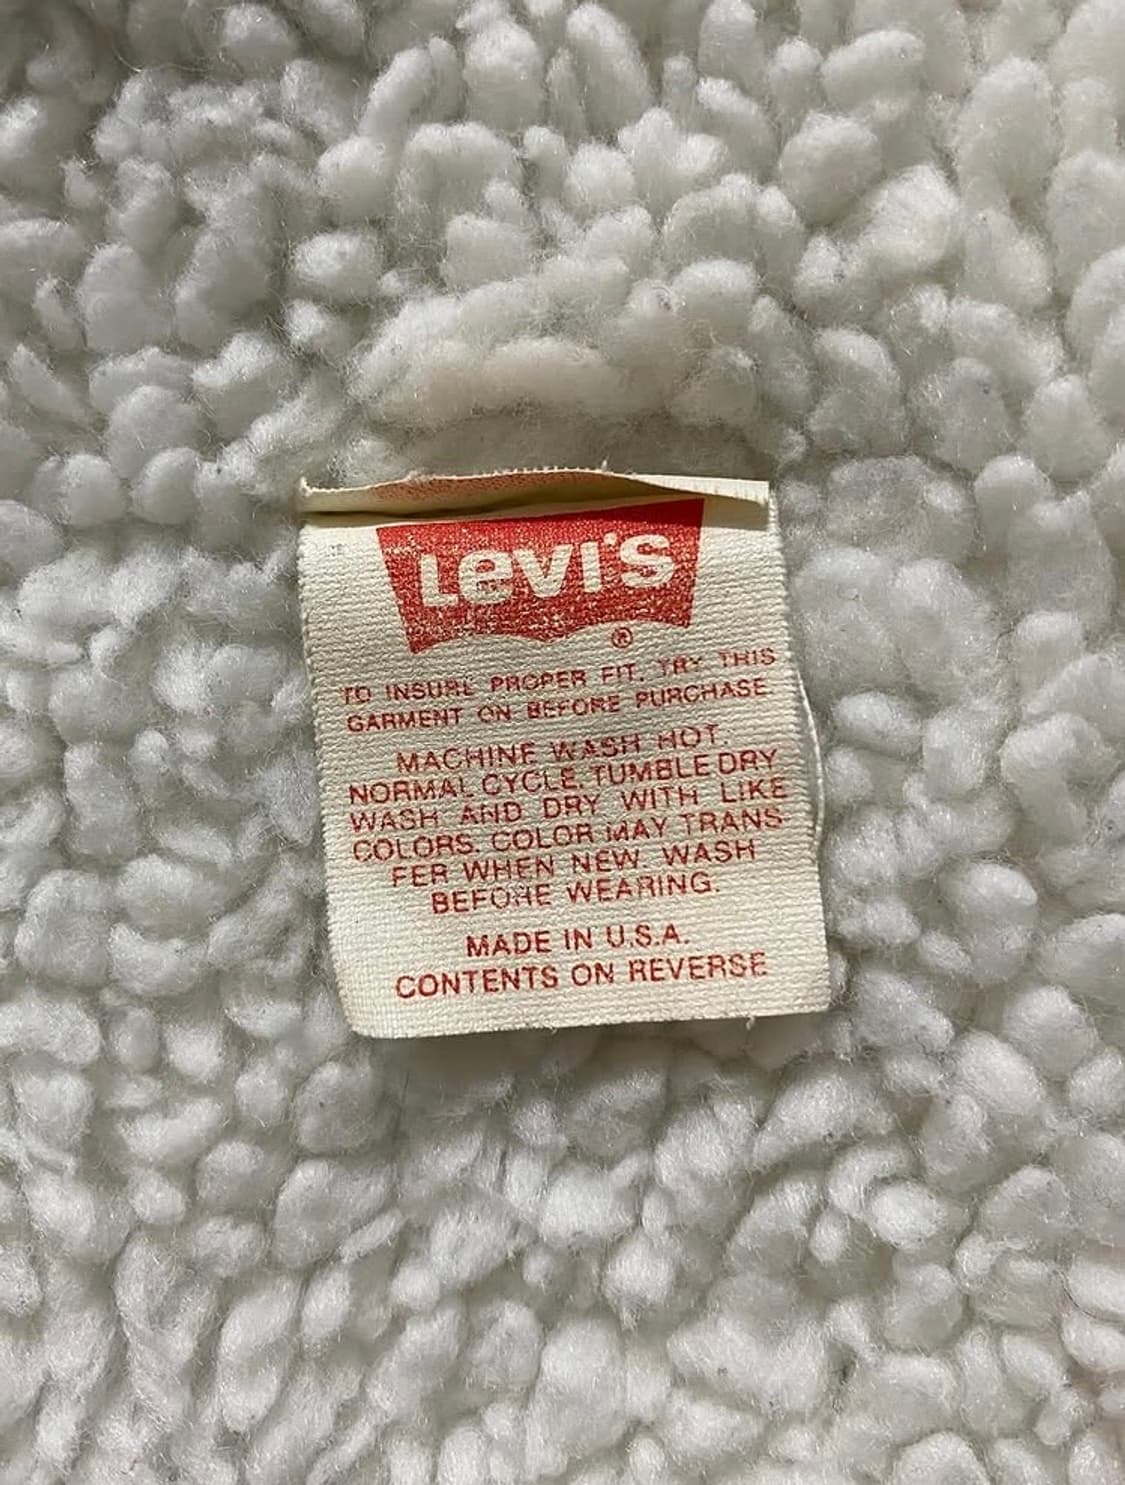 Levi's
®
TO INSURE PROPER FIT, TRY THIS
GARMENT ON BEFORE PURCHASE.
MACHINE WASH HOT,
NORMAL CYCLE. TUMBLE DRY
WASH AND DRY WITH LIKE
COLORS. COLOR MAY TRANS-
FER WHEN NEW. WASH
BEFORE WEARING.
MADE IN U.S.A.
CONTENTS ON REVERSE